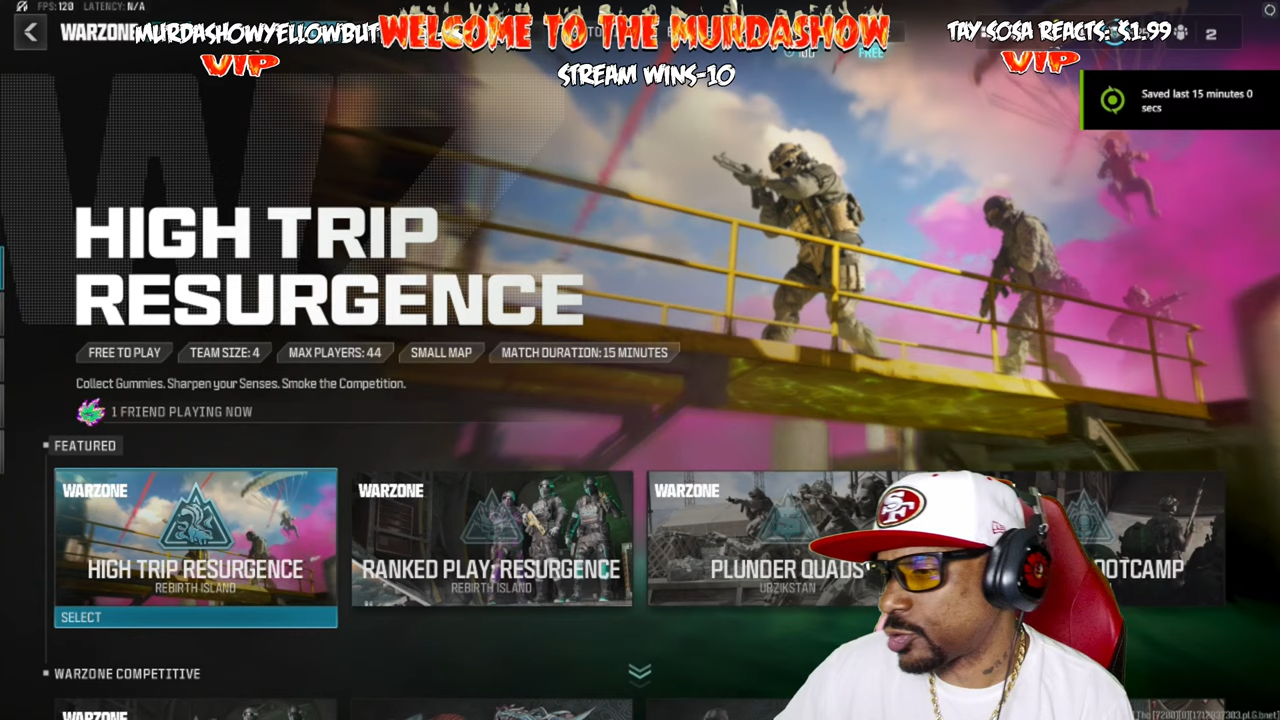 FPS:120 LATENCY: N/A
WARZONE
MURDASHOWYELLOWBUT
VIP
WELCOME TO THE MURDASHOW
STREAM WINS-10
100
FREE
TAY SOSA REACTS: $1.99
VIP
2
Saved last 15 minutes 0
secs
HIGH TRIP
RESURGENCE
FREE TO PLAY
TEAM SIZE: 4
MAX PLAYERS: 44
SMALL MAP
MATCH DURATION: 15 MINUTES
Collect Gummies. Sharpen your Senses. Smoke the Competition.
1 FRIEND PLAYING NOW
FEATURED
WARZONE
HIGH TRIP RESURGENCE
REBIRTH ISLAND
SELECT
WARZONE
RANKED PLAY: RESURGENCE
REBIRTH ISLAND
WARZONE
PLUNDER QUADS
URZIKSTAN
OOTCAMP
SF
WARZONE COMPETITIVE
WARZONE